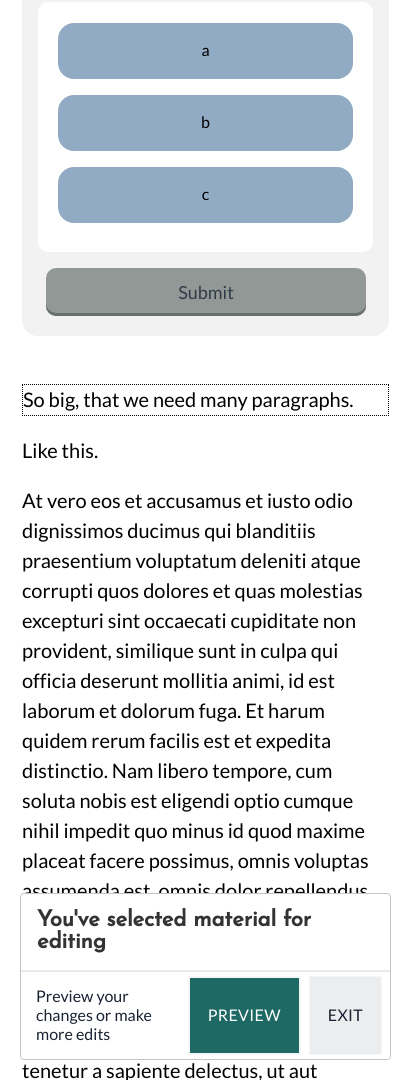 a
b
c
Submit
So big, that we need many paragraphs.
Like this.
At vero eos et accusamus et iusto odio
dignissimos ducimus qui blanditiis
praesentium voluptatum deleniti atque
corrupti quos dolores et quas molestias
excepturi sint occaecati cupiditate non
provident, similique sunt in culpa qui
officia deserunt mollitia animi, id est
laborum et dolorum fuga. Et harum
quidem rerum facilis est et expedita
distinctio. Nam libero tempore, cum
soluta nobis est eligendi optio cumque
nihil impedit quo minus id quod maxime
placeat facere possimus, omnis voluptas
assumenda est, omnis dolor repellendus
You've selected material for
editing
Preview your
changes or make
more edits
PREVIEW
EXIT
tenetur a sapiente delectus, ut aut